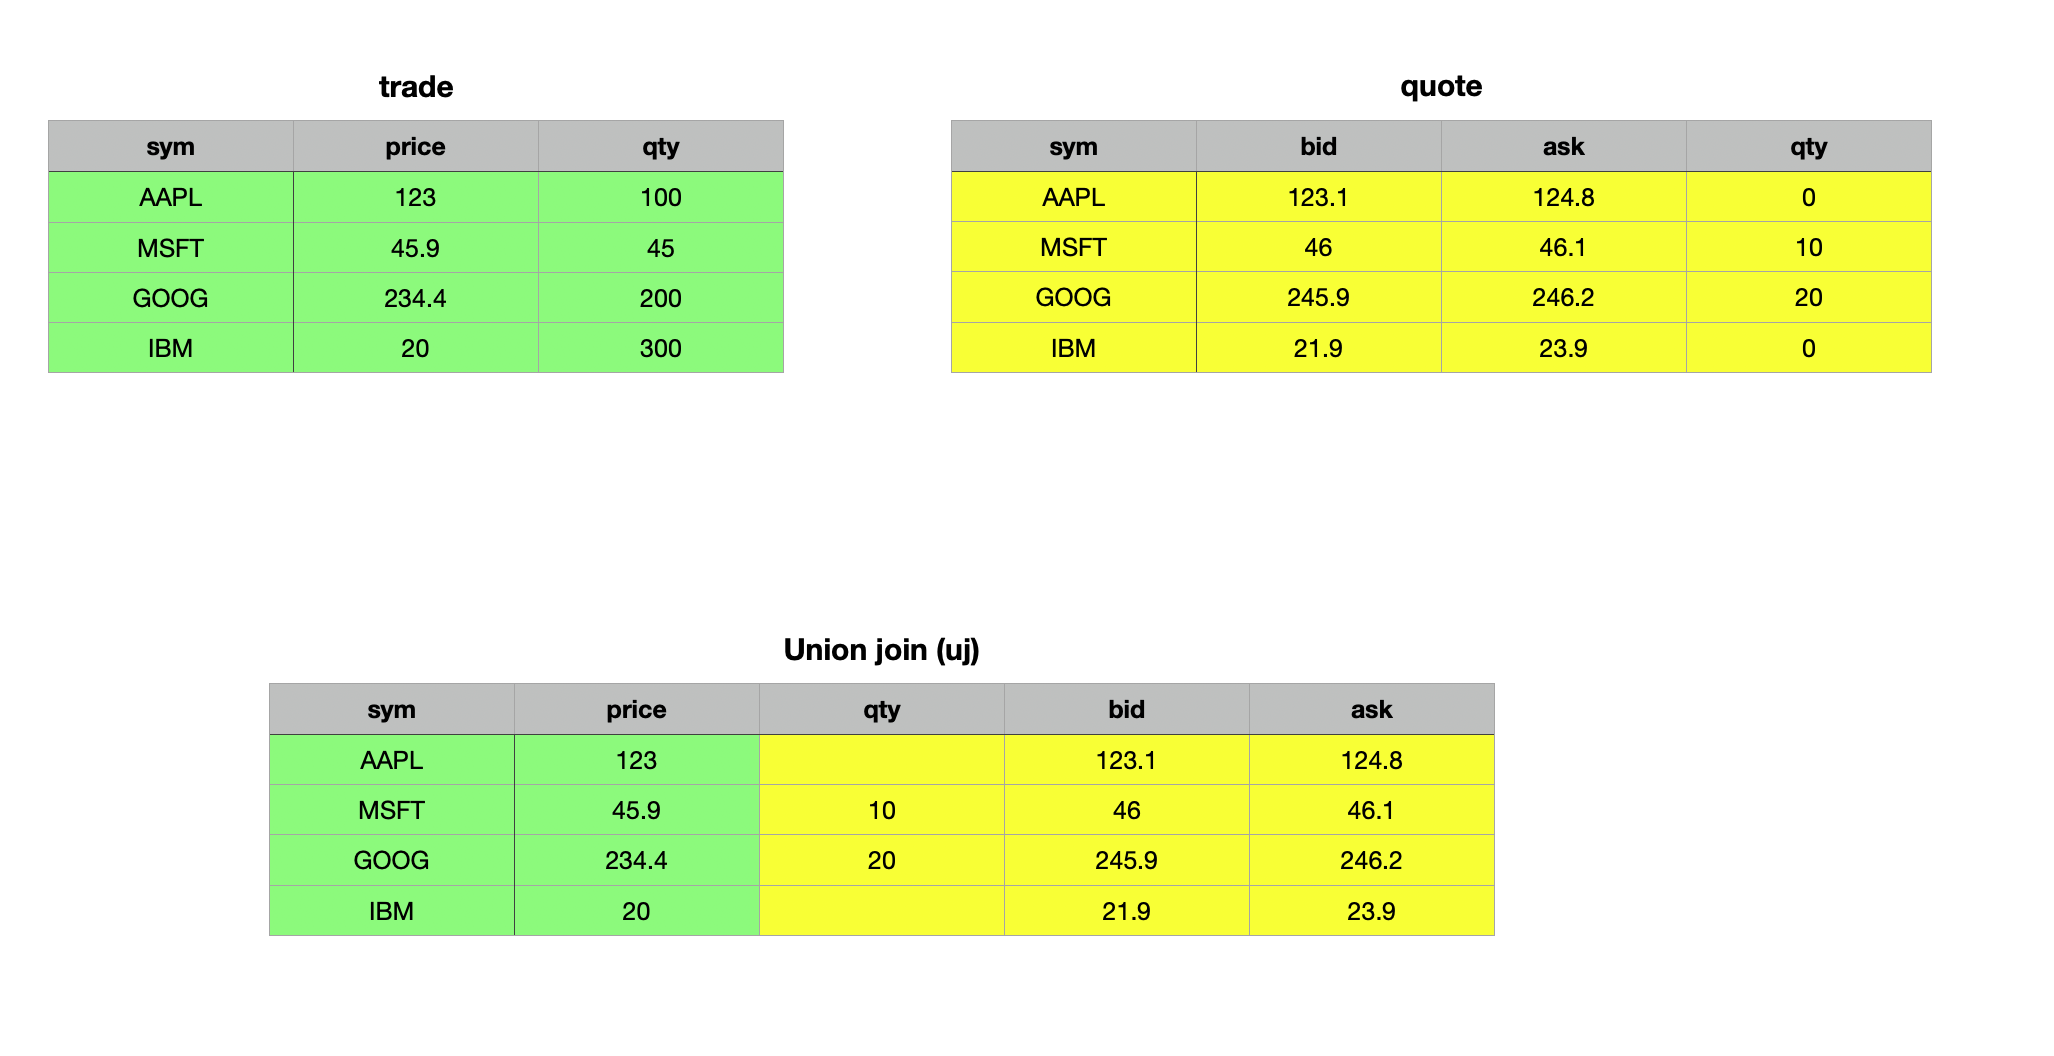 trade
sym price qty
AAPL 123 100
MSFT 45.9 45
GOOG 234.4 200
IBM 20 300
quote
sym bid ask qty
AAPL 123.1 124.8 0
MSFT 46 46.1 10
GOOG 245.9 246.2 20
IBM 21.9 23.9 0
Union join (uj)
sym price qty bid ask
AAPL 123 123.1 124.8
MSFT 45.9 10 46 46.1
GOOG 234.4 20 245.9 246.2
IBM 20 21.9 23.9